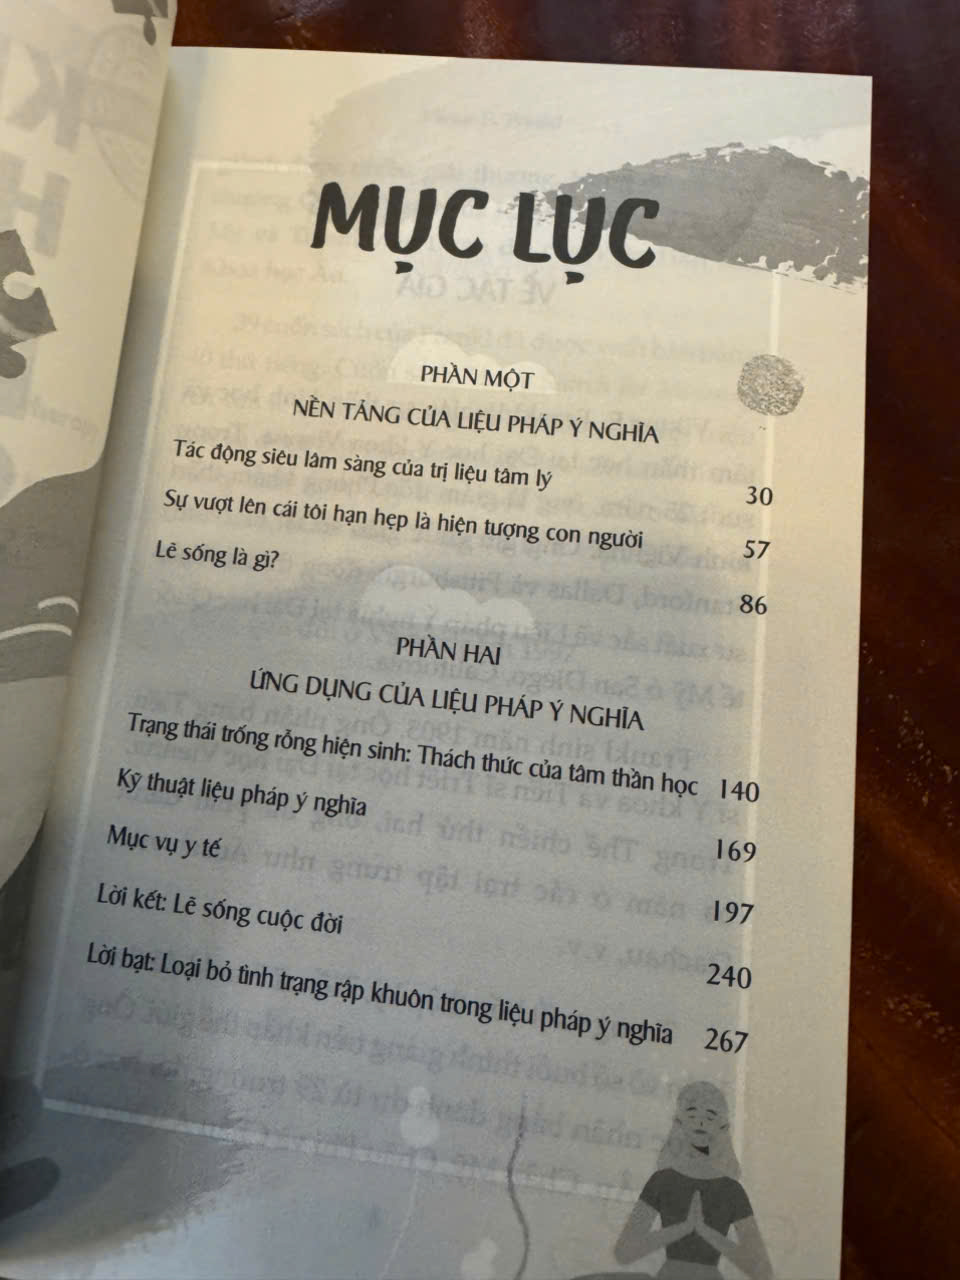 MỤC LỤC
PHẦN MỘT
NỀN TẢNG CỦA LIỆU PHÁP Ý NGHĨA
Tác động siêu lâm sàng của trị liệu tâm lý 30
Sự vượt lên cái tôi hạn hẹp là hiện tượng con người 57
Lẽ sống là gì? 86
PHẦN HAI
ỨNG DỤNG CỦA LIỆU PHÁP Ý NGHĨA
Trạng thái trống rỗng hiện sinh: Thách thức của tâm thần học 140
Kỹ thuật liệu pháp ý nghĩa 169
Mục vụ y tế 197
Lời kết: Lẽ sống cuộc đời 240
Lời bạt: Loại bỏ tình trạng rập khuôn trong liệu pháp ý nghĩa 267